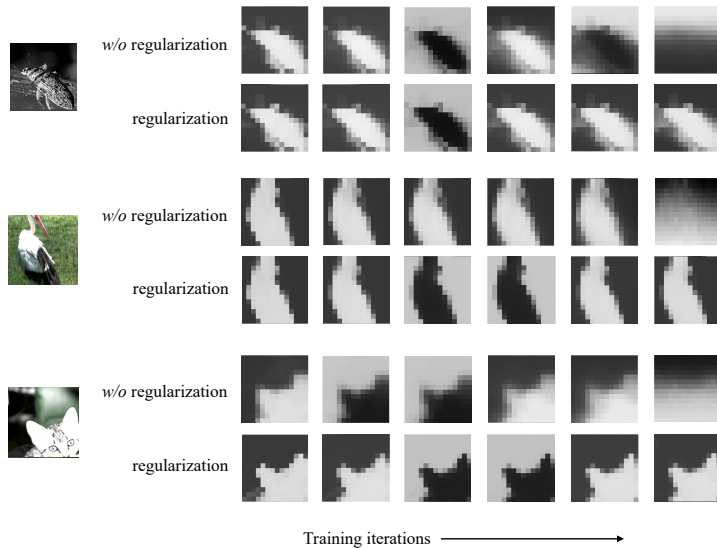 w/o regularization
regularization
w/o regularization
regularization
w/o regularization
regularization
Training iterations